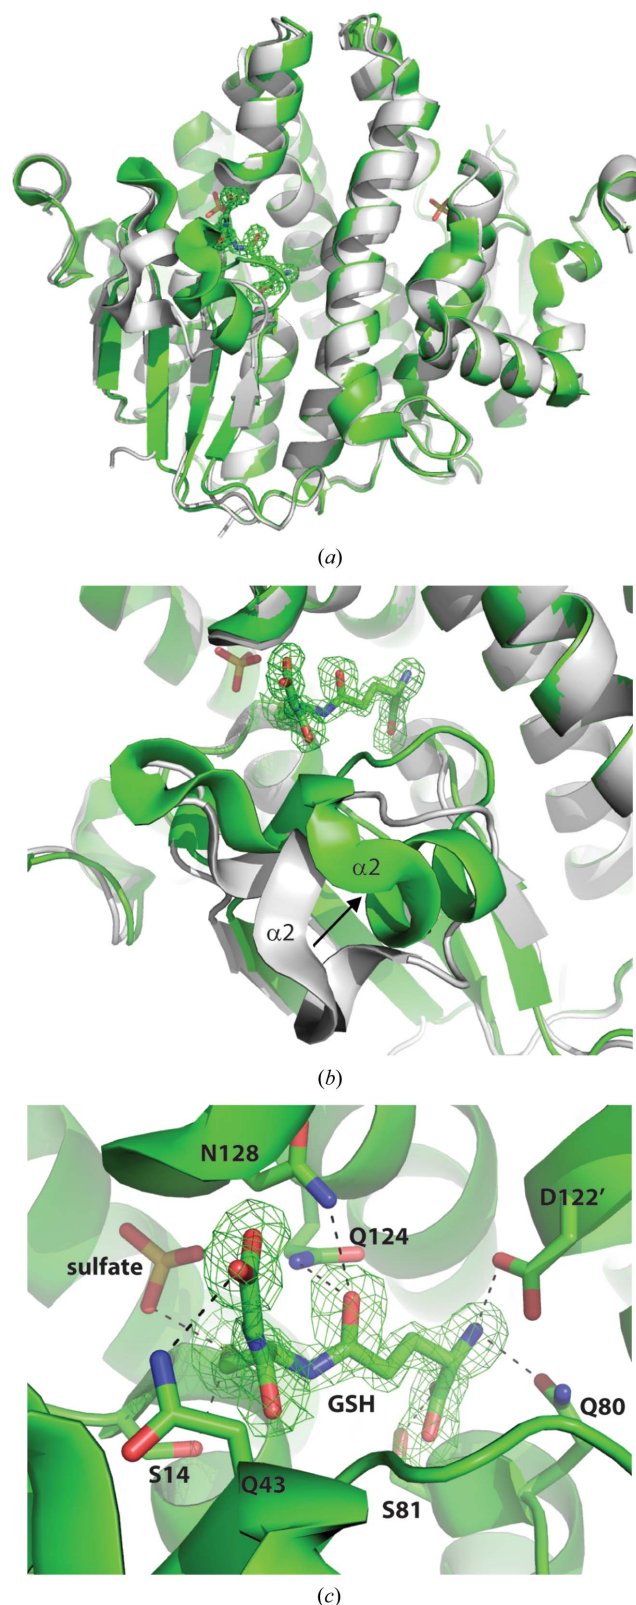 (a)
α2
α2
(b)
N128
D122′
Q124
sulfate
GSH
Q80
S14
Q43
S81
(c)